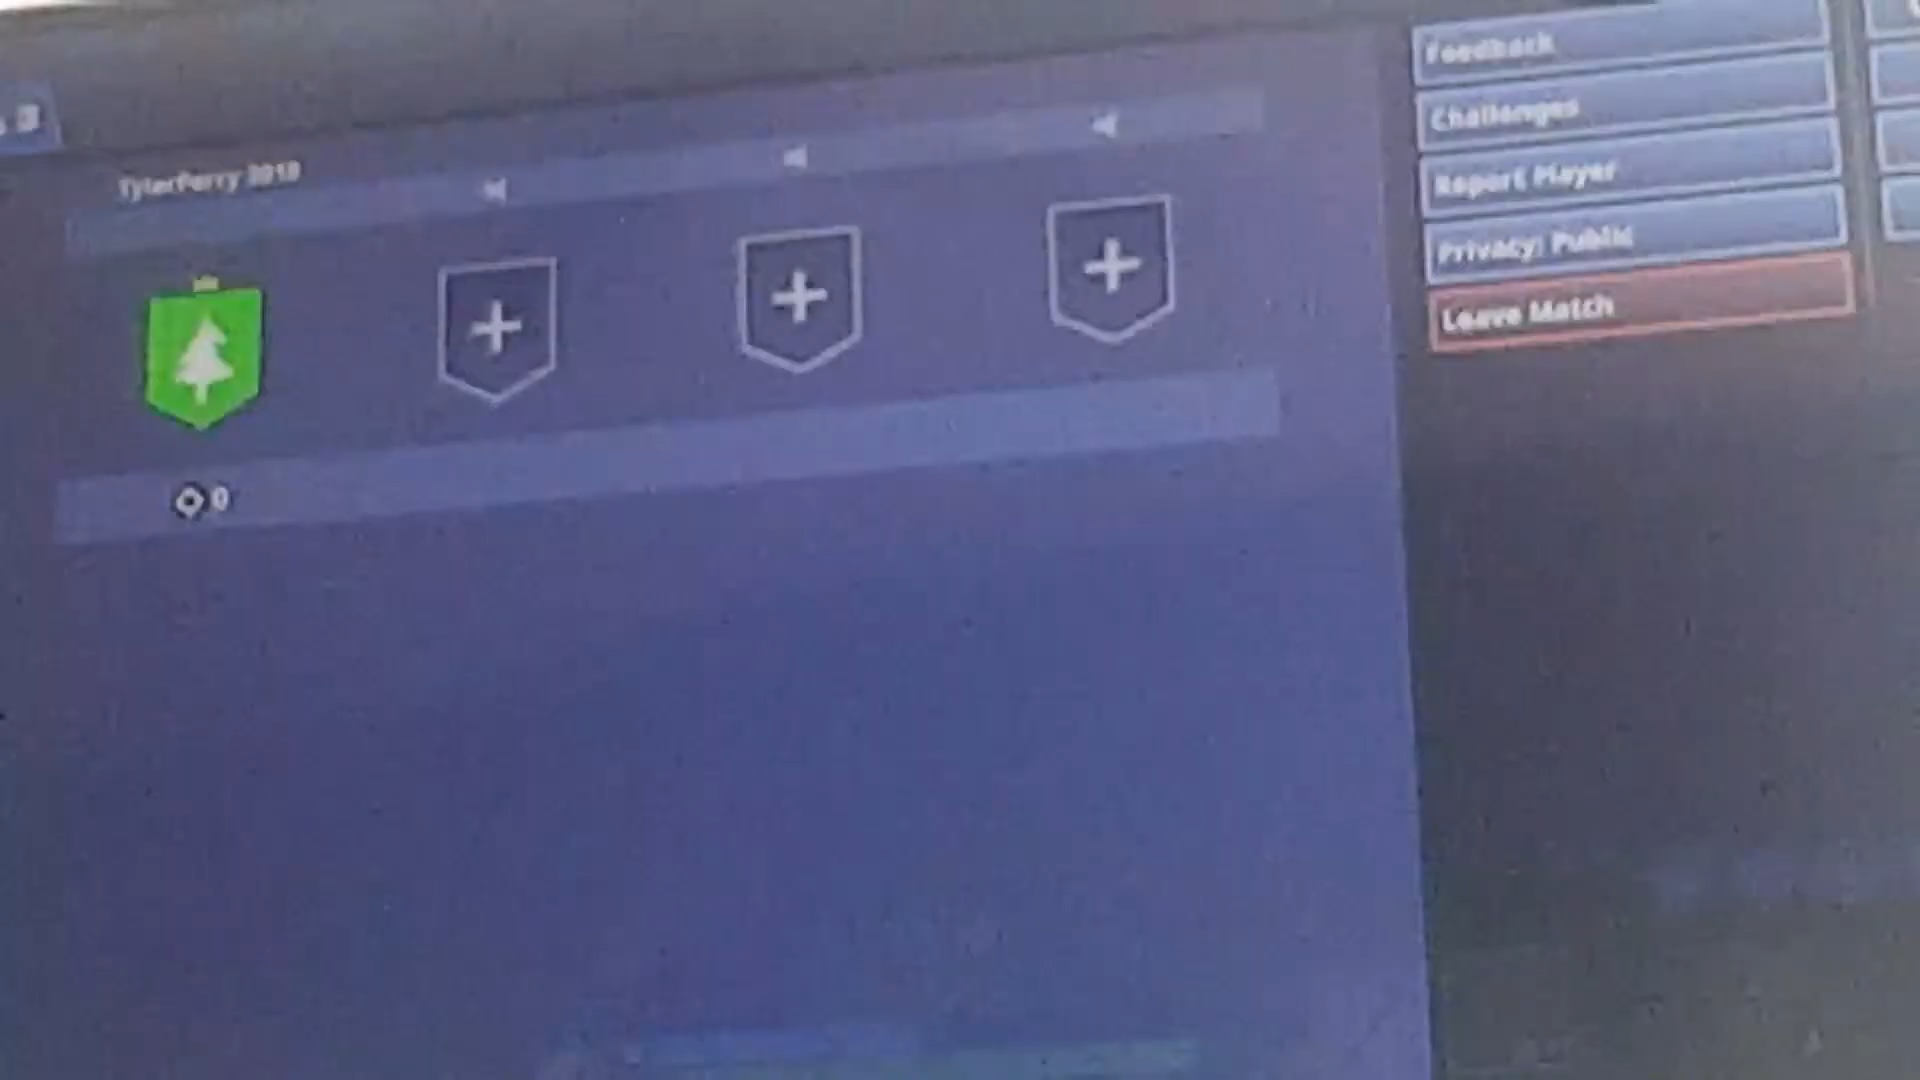 TylerPerry 2018
0
Feedback
Challenges
Report Player
Privacy: Public
Leave Match